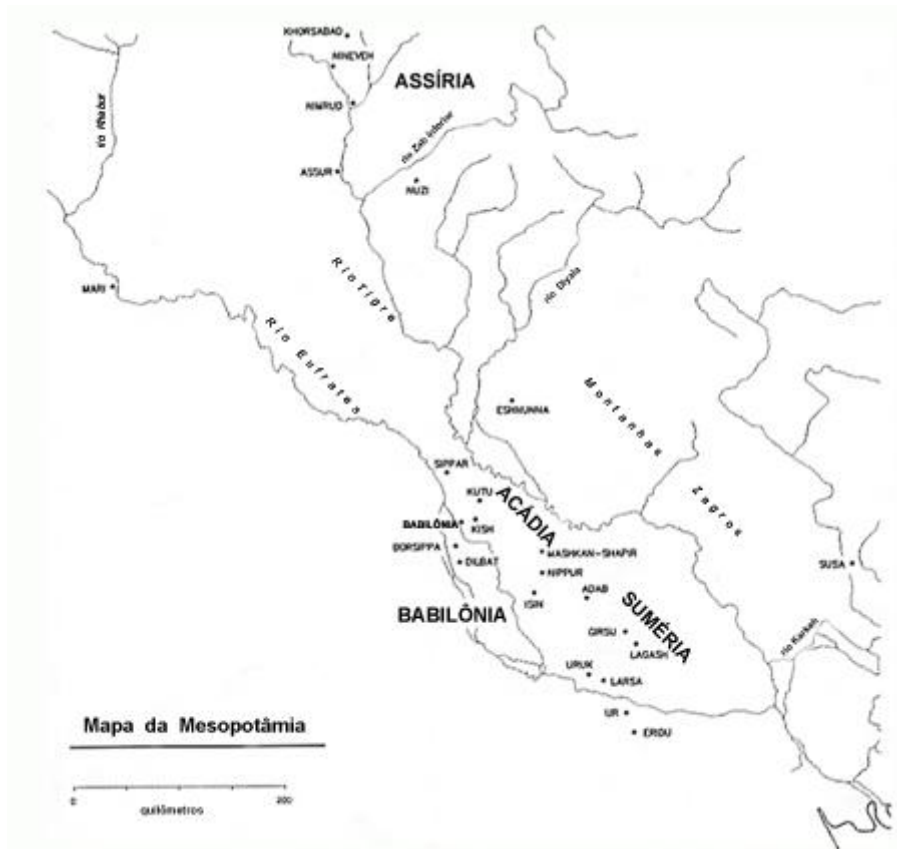 KHORSABAD
NINEVEH
ASSÍRIA
NIMRUD
rio Khabur
rio Zab Inferior
ASSUR
NUZI
Rio Tigre
rio Diyala
MARI
Rio Eufrates
ESHNUNNA
Montanhas
Zagros
SIPPAR
KUTU
ACÁDIA
BABILÔNIA
KISH
BORSIPPA
DILBAT
MASHKAN-SHAPIR
NIPPUR
SUSA
ISIN
ADAB
SUMÉRIA
BABILÔNIA
GIRSU
LAGASH
rio Karkeh
URUK
LARSA
UR
ERIDU
Mapa da Mesopotâmia
0 200
quilômetros